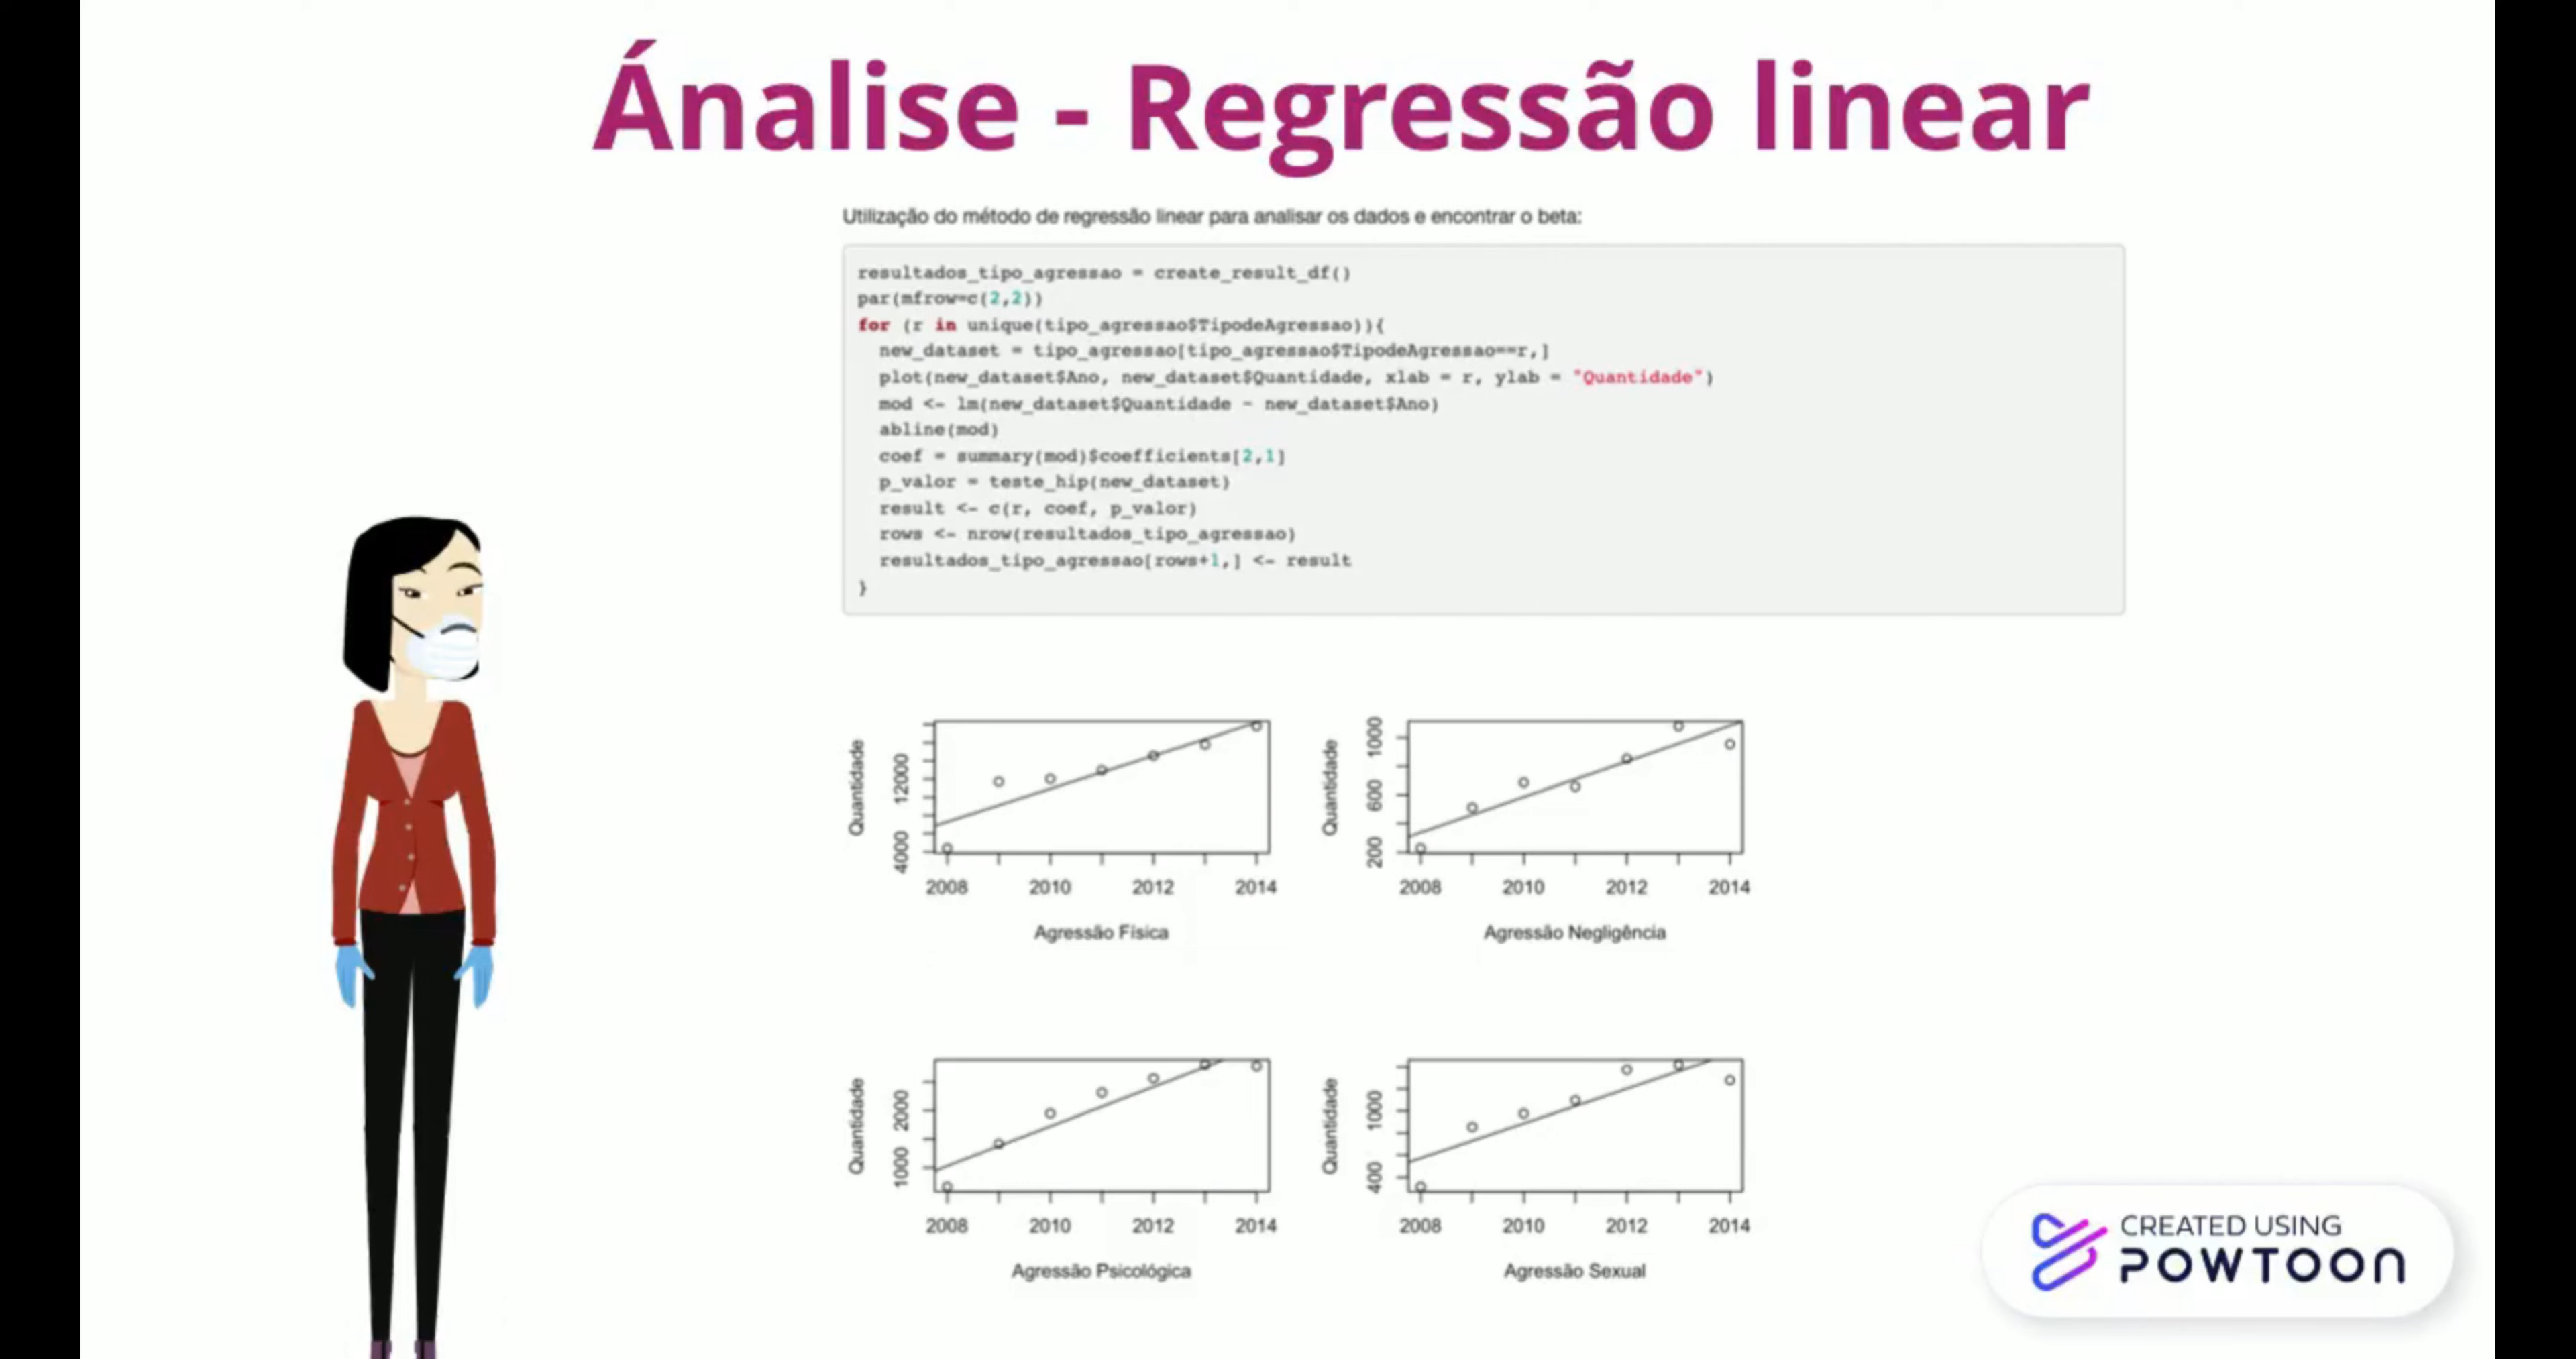 Ánalise - Regressão linear
Utilização do método de regressão linear para analisar os dados e encontrar o beta:
resultados_tipo_agressao = create_result_df()
par(mfrow=c(2,2))
for (r in unique(tipo_agressao$TipodeAgressao)){
new_dataset = tipo_agressao[tipo_agressao$TipodeAgressao==r,]
plot(new_dataset$Ano, new_dataset$Quantidade, xlab = r, ylab = "Quantidade")
mod <- lm(new_dataset$Quantidade ~ new_dataset$Ano)
abline(mod)
coef = summary(mod)$coefficients[2,1]
p_valor = teste_hip(new_dataset)
result <- c(r, coef, p_valor)
rows <- nrow(resultados_tipo_agressao)
resultados_tipo_agressao[rows+1,] <- result
}
Quantidade
12000
4000
2008 2010 2012 2014
Agressão Física
Quantidade
1000
600
200
2008 2010 2012 2014
Agressão Negligência
Quantidade
2000
1000
2008 2010 2012 2014
Agressão Psicológica
Quantidade
1000
400
2008 2010 2012 2014
Agressão Sexual
CREATED USING
POWTOON